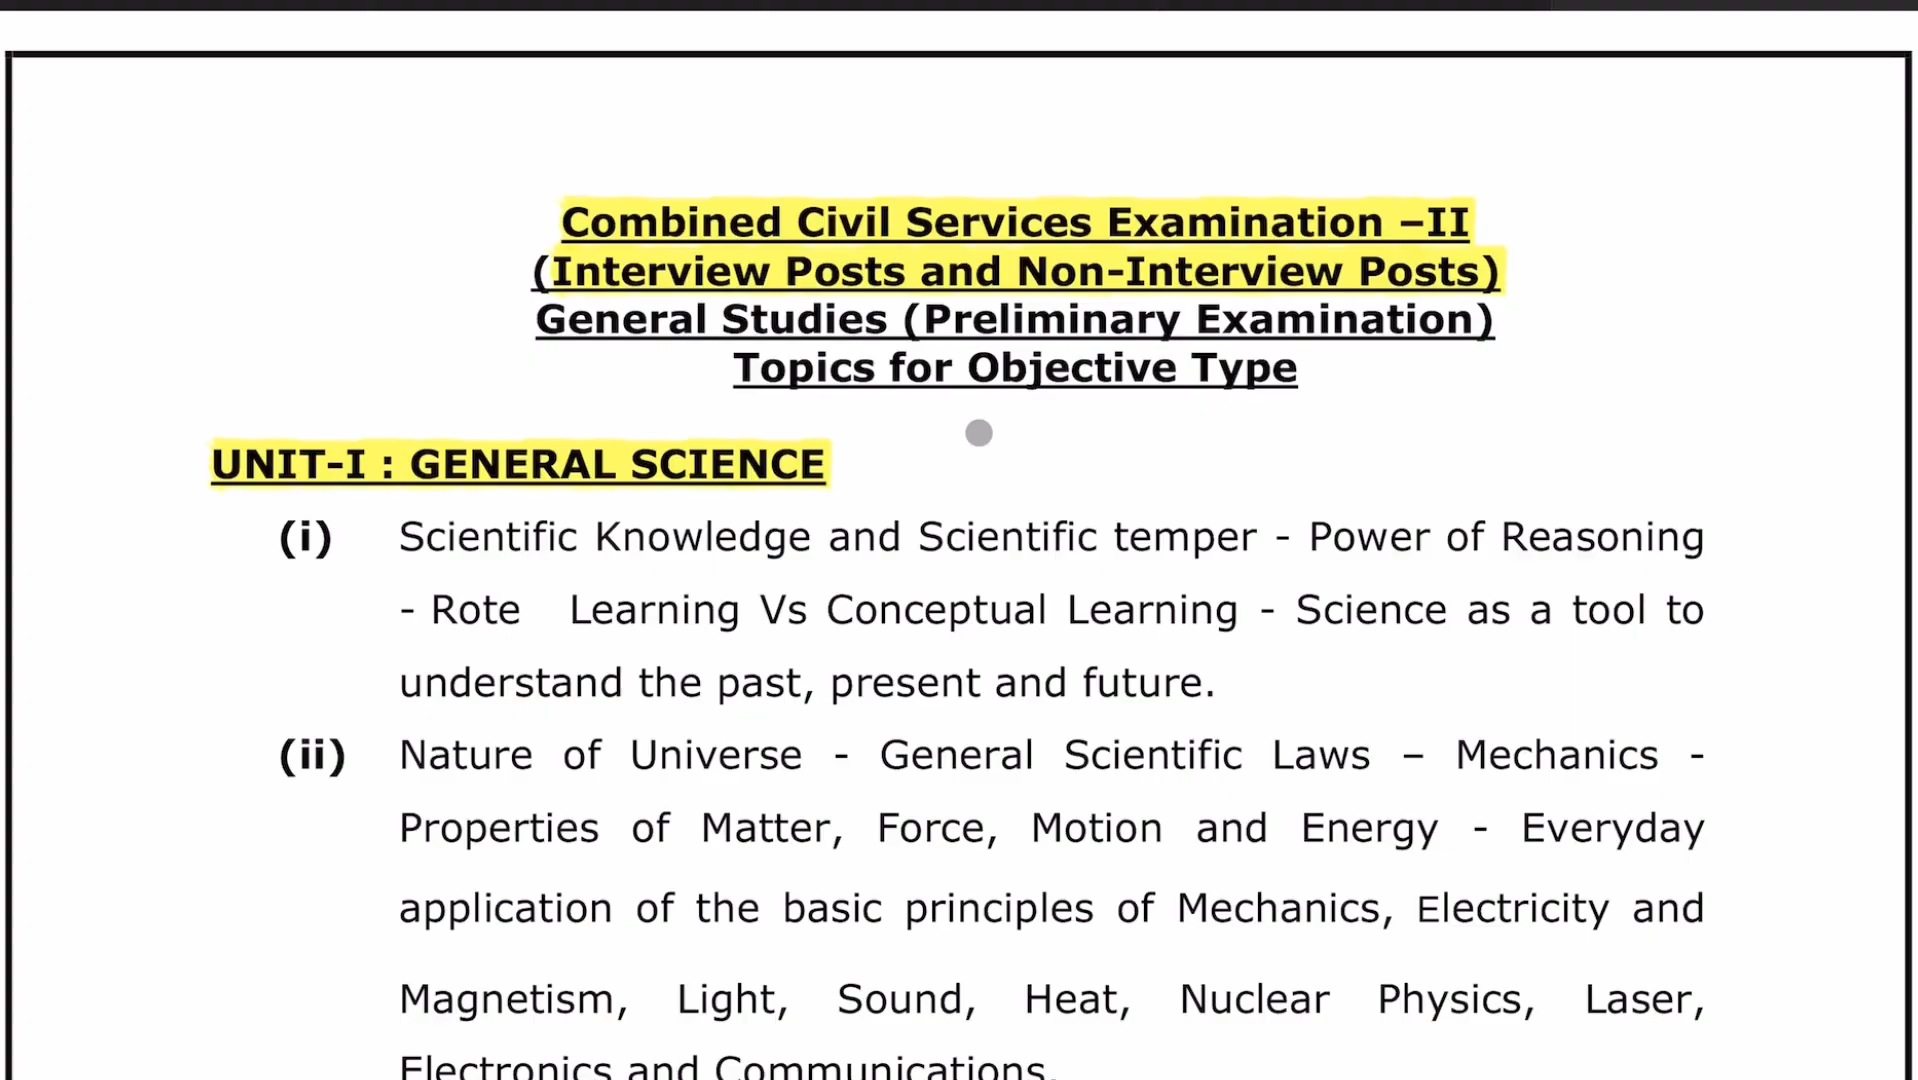 Combined Civil Services Examination –II
(Interview Posts and Non-Interview Posts)
General Studies (Preliminary Examination)
Topics for Objective Type
UNIT-I : GENERAL SCIENCE
(i) Scientific Knowledge and Scientific temper - Power of Reasoning
- Rote Learning Vs Conceptual Learning - Science as a tool to
understand the past, present and future.
(ii) Nature of Universe - General Scientific Laws – Mechanics -
Properties of Matter, Force, Motion and Energy - Everyday
application of the basic principles of Mechanics, Electricity and
Magnetism, Light, Sound, Heat, Nuclear Physics, Laser,
Electronics and Communications.